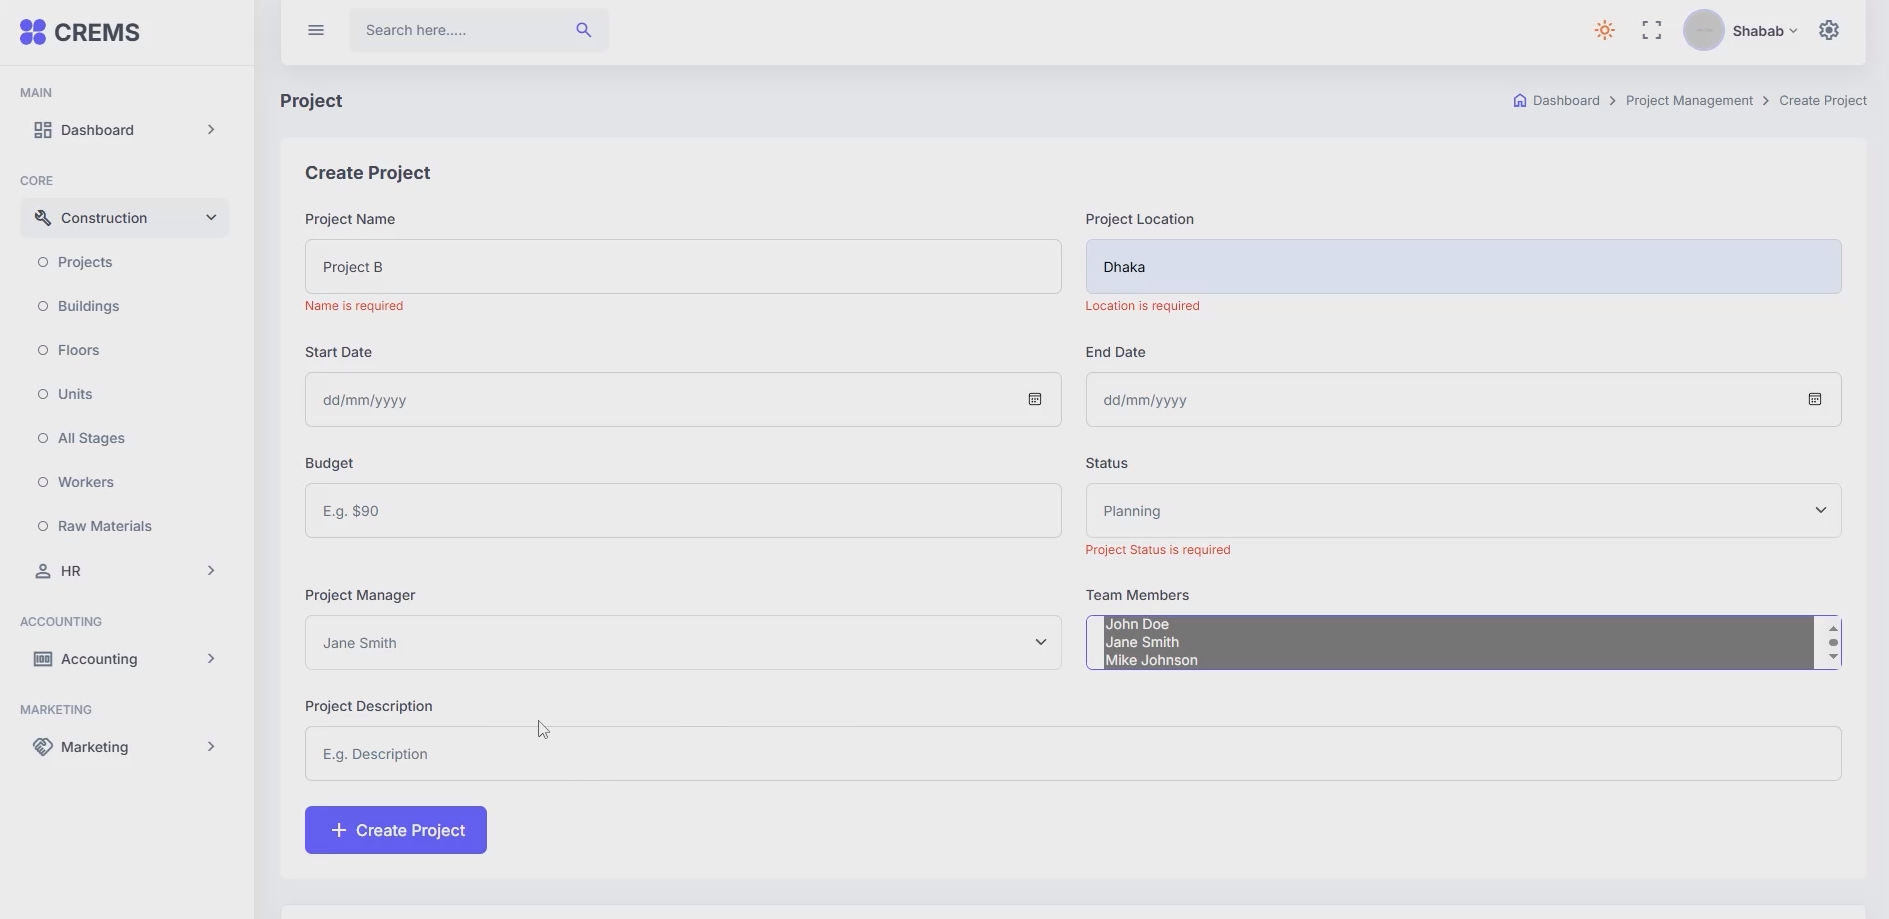 CREMS
Search here.....
Shabab
MAIN
Dashboard
CORE
Construction
Projects
Buildings
Floors
Units
All Stages
Workers
Raw Materials
HR
ACCOUNTING
Accounting
MARKETING
Marketing
Project
Dashboard > Project Management > Create Project
Create Project
Project Name
Project B
Name is required
Project Location
Dhaka
Location is required
Start Date
dd/mm/yyyy
End Date
dd/mm/yyyy
Budget
E.g. $90
Status
Planning
Project Status is required
Project Manager
Jane Smith
Team Members
John Doe
Jane Smith
Mike Johnson
Project Description
E.g. Description
+ Create Project